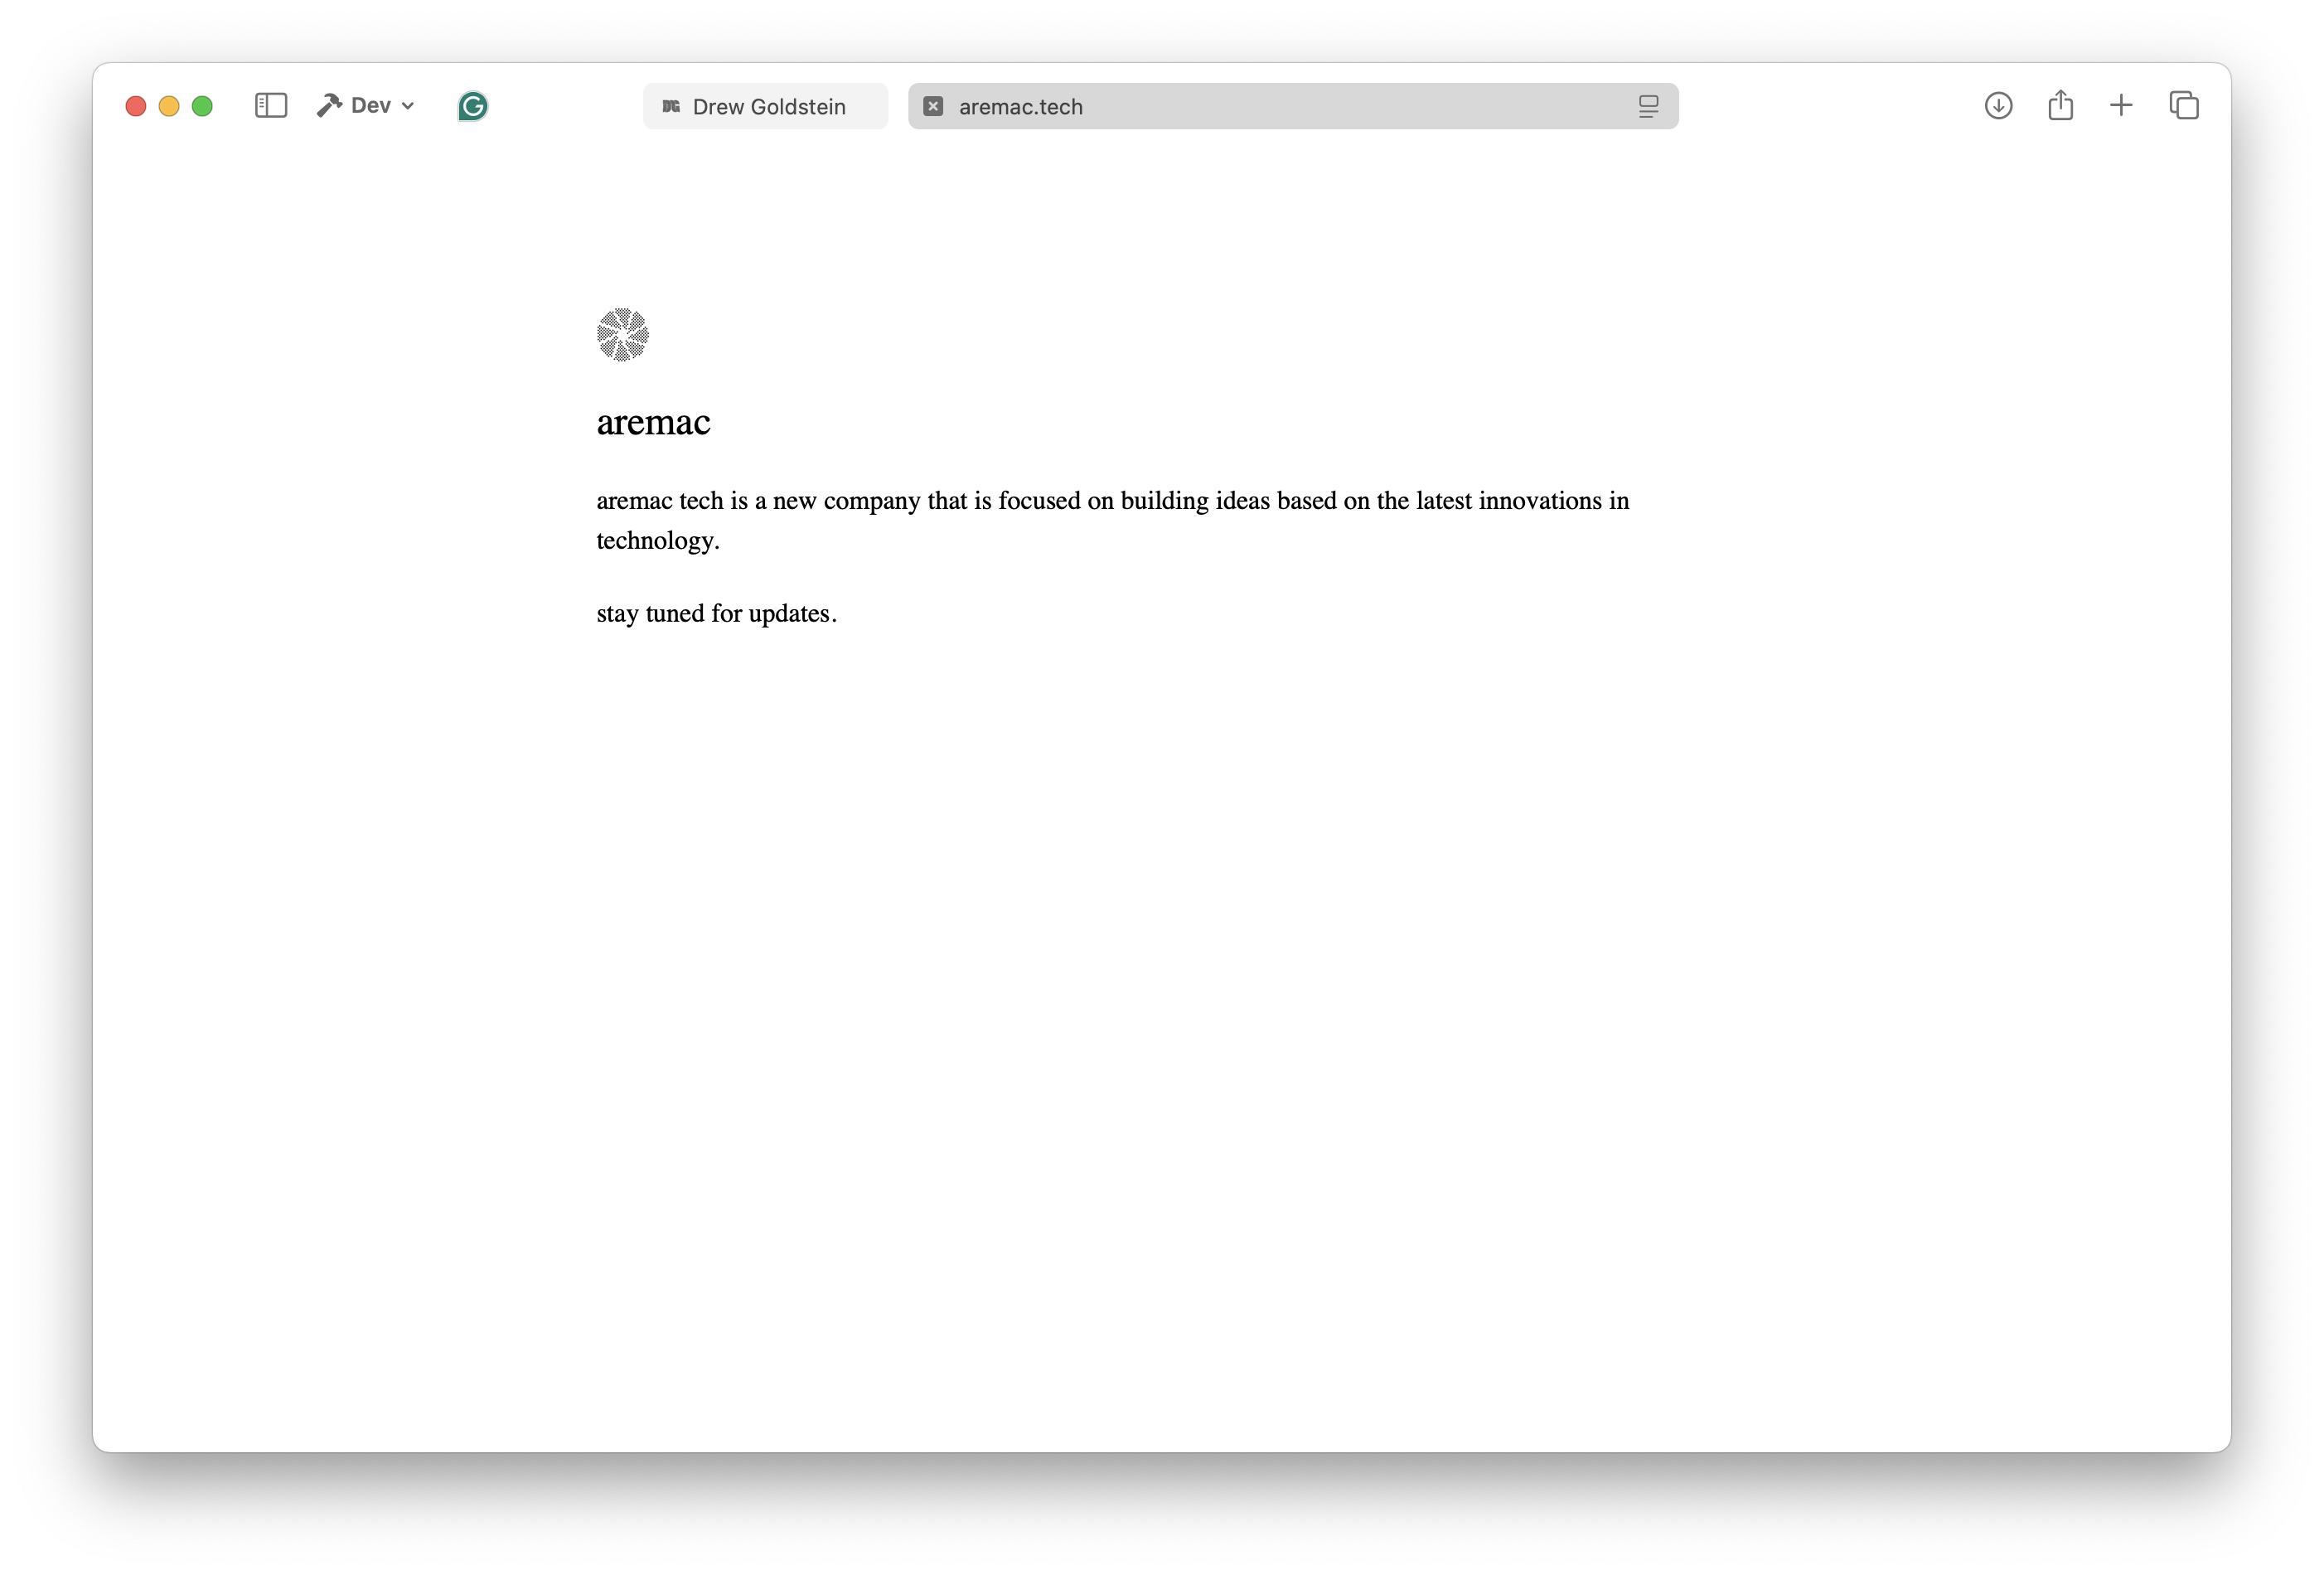 Dev
Drew Goldstein
aremac.tech
aremac
aremac tech is a new company that is focused on building ideas based on the latest innovations in
technology.
stay tuned for updates.